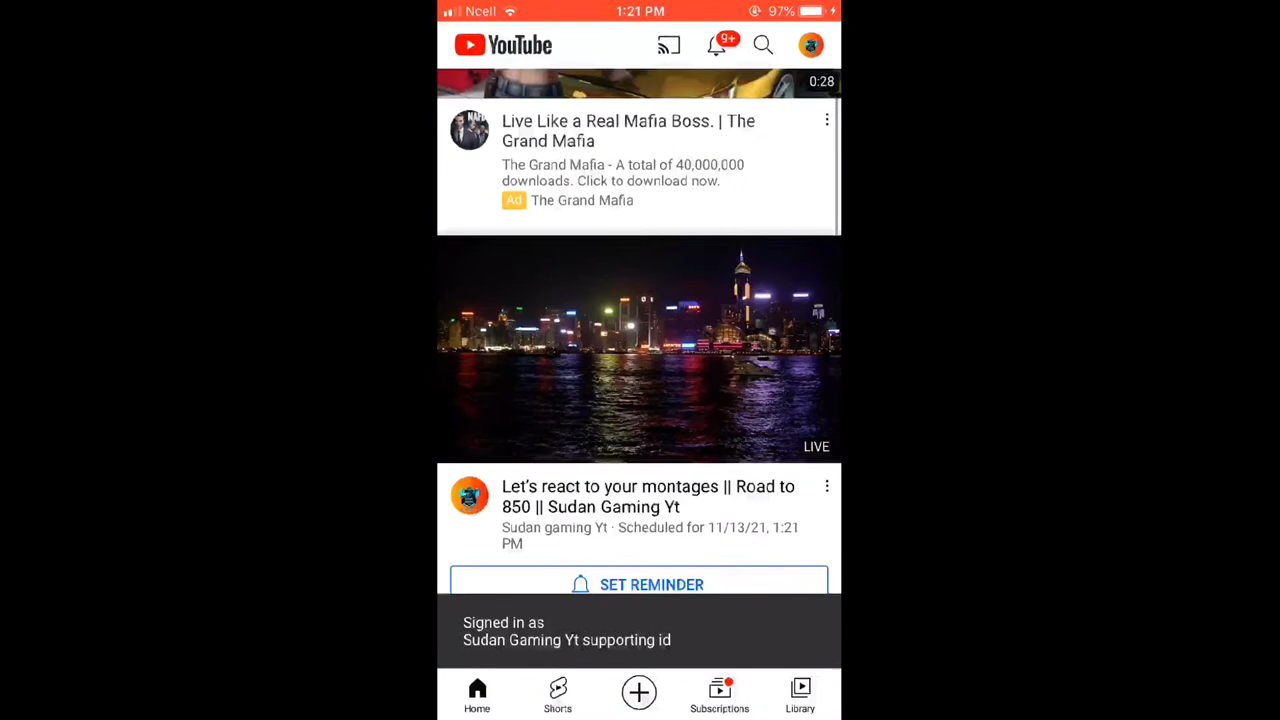 Ncell
1:21 PM
97%
YouTube
9+
0:28
Live Like a Real Mafia Boss. | The
Grand Mafia
The Grand Mafia - A total of 40,000,000
downloads. Click to download now.
Ad The Grand Mafia
LIVE
Let's react to your montages || Road to
850 || Sudan Gaming Yt
Sudan gaming Yt · Scheduled for 11/13/21, 1:21
PM
SET REMINDER
Signed in as
Sudan Gaming Yt supporting id
Home
Shorts
Subscriptions
Library